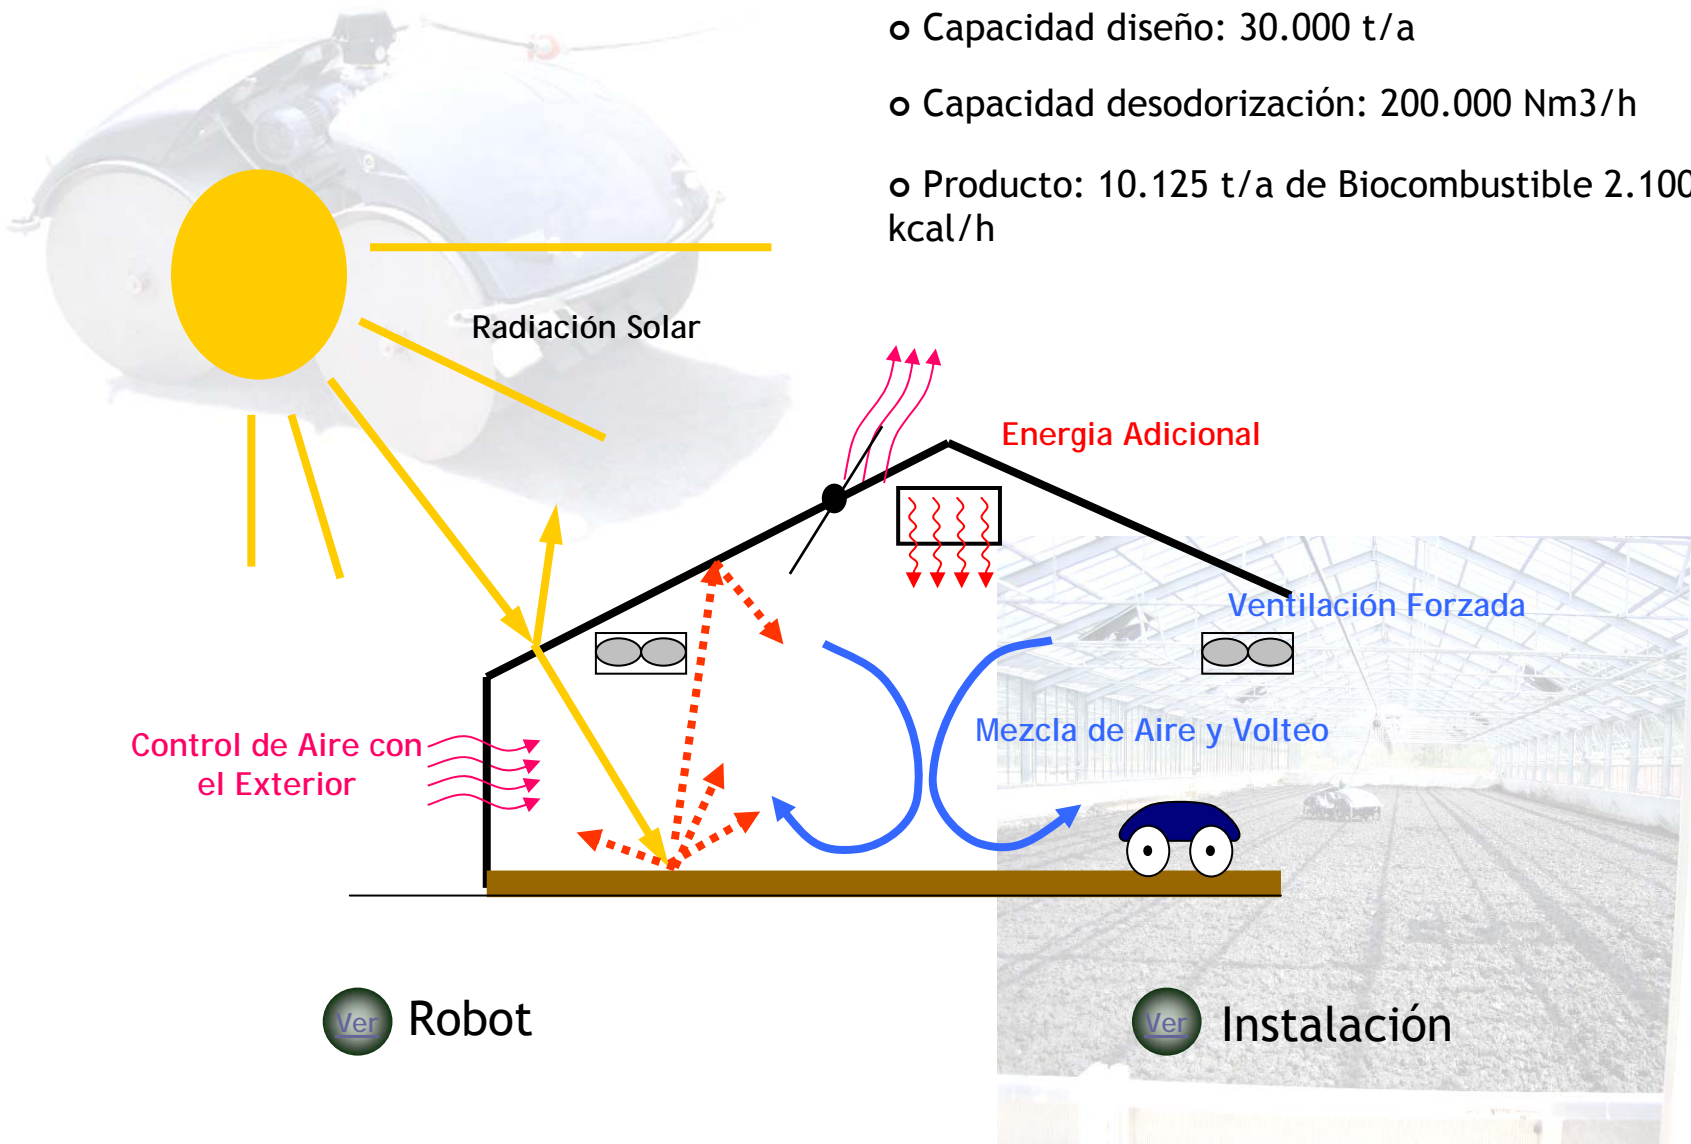 o Capacidad diseño: 30.000 t/a
o Capacidad desodorización: 200.000 Nm3/h
o Producto: 10.125 t/a de Biocombustible 2.100
kcal/h
Radiación Solar
Energia Adicional
Ventilación Forzada
Mezcla de Aire y Volteo
Control de Aire con
el Exterior
Ver Robot
Ver Instalación